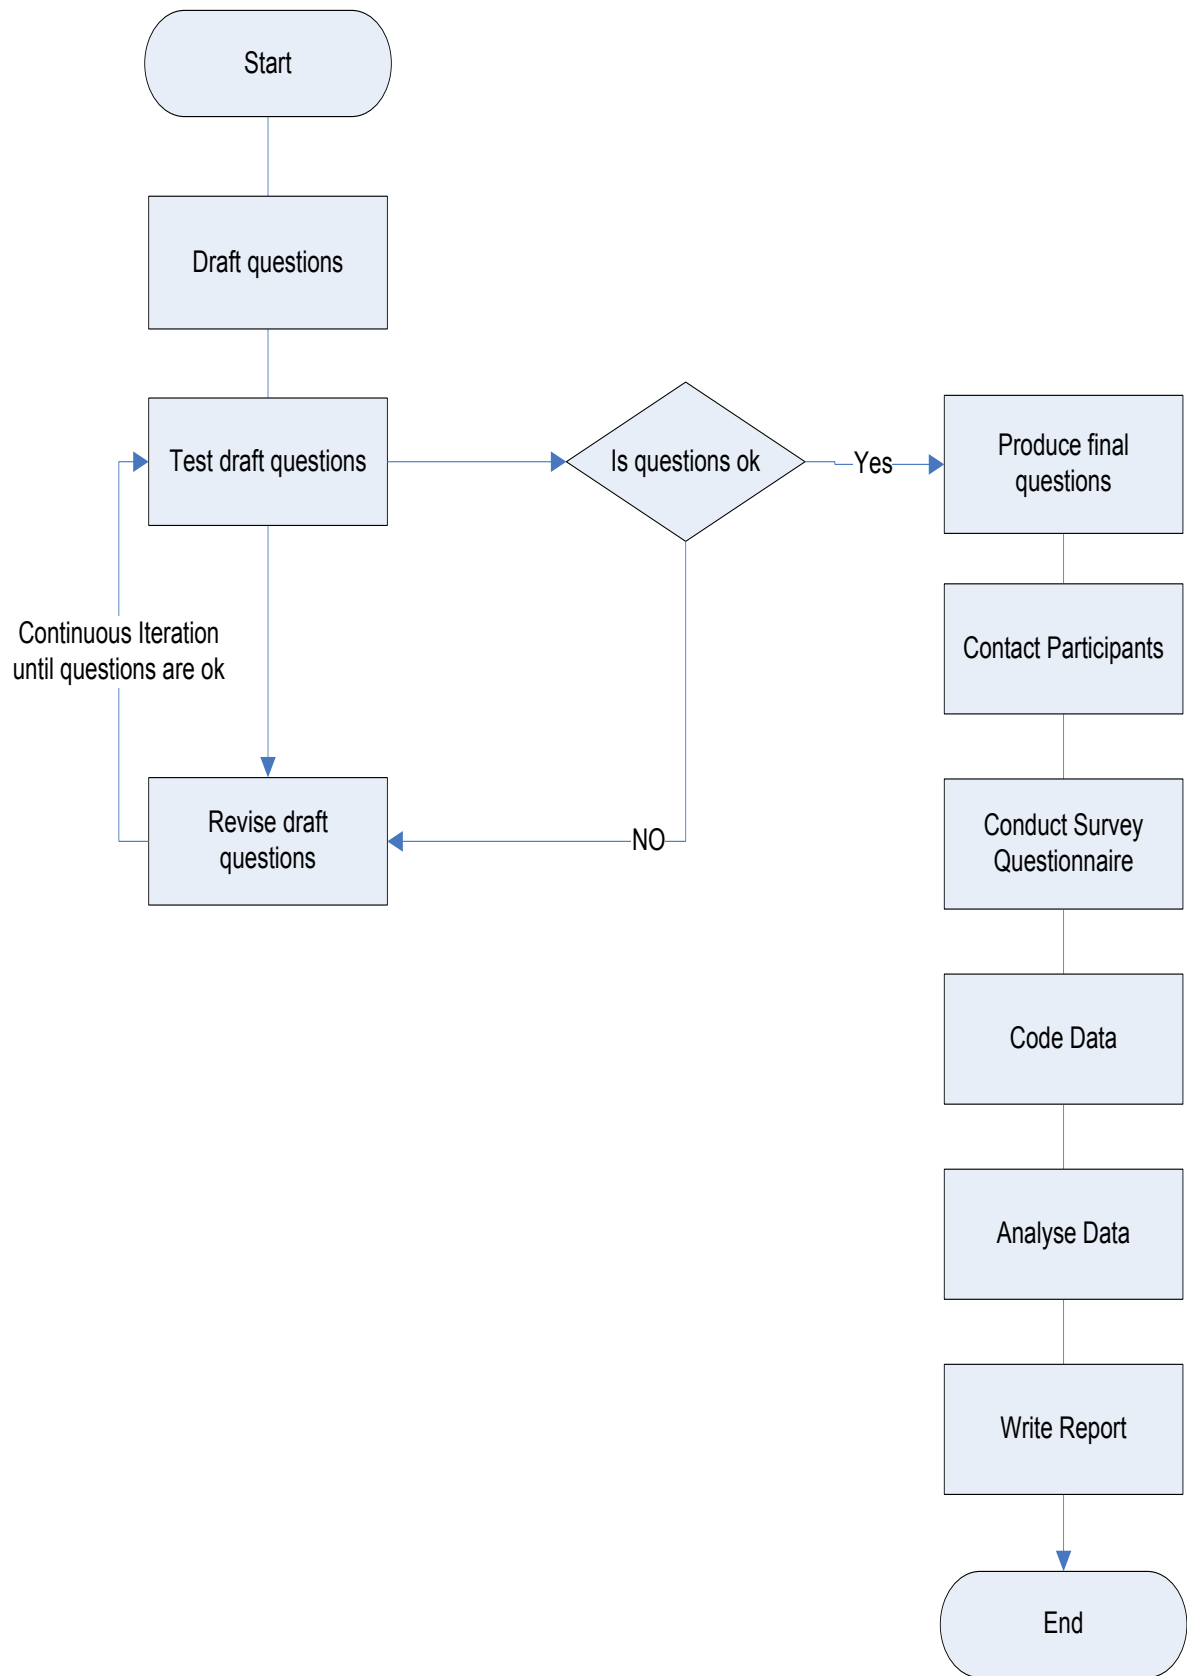 Start
Draft questions
Test draft questions
Is questions ok
Yes
Produce final
questions
Continuous Iteration
until questions are ok
Contact Participants
Revise draft
questions
NO
Conduct Survey
Questionnaire
Code Data
Analyse Data
Write Report
End